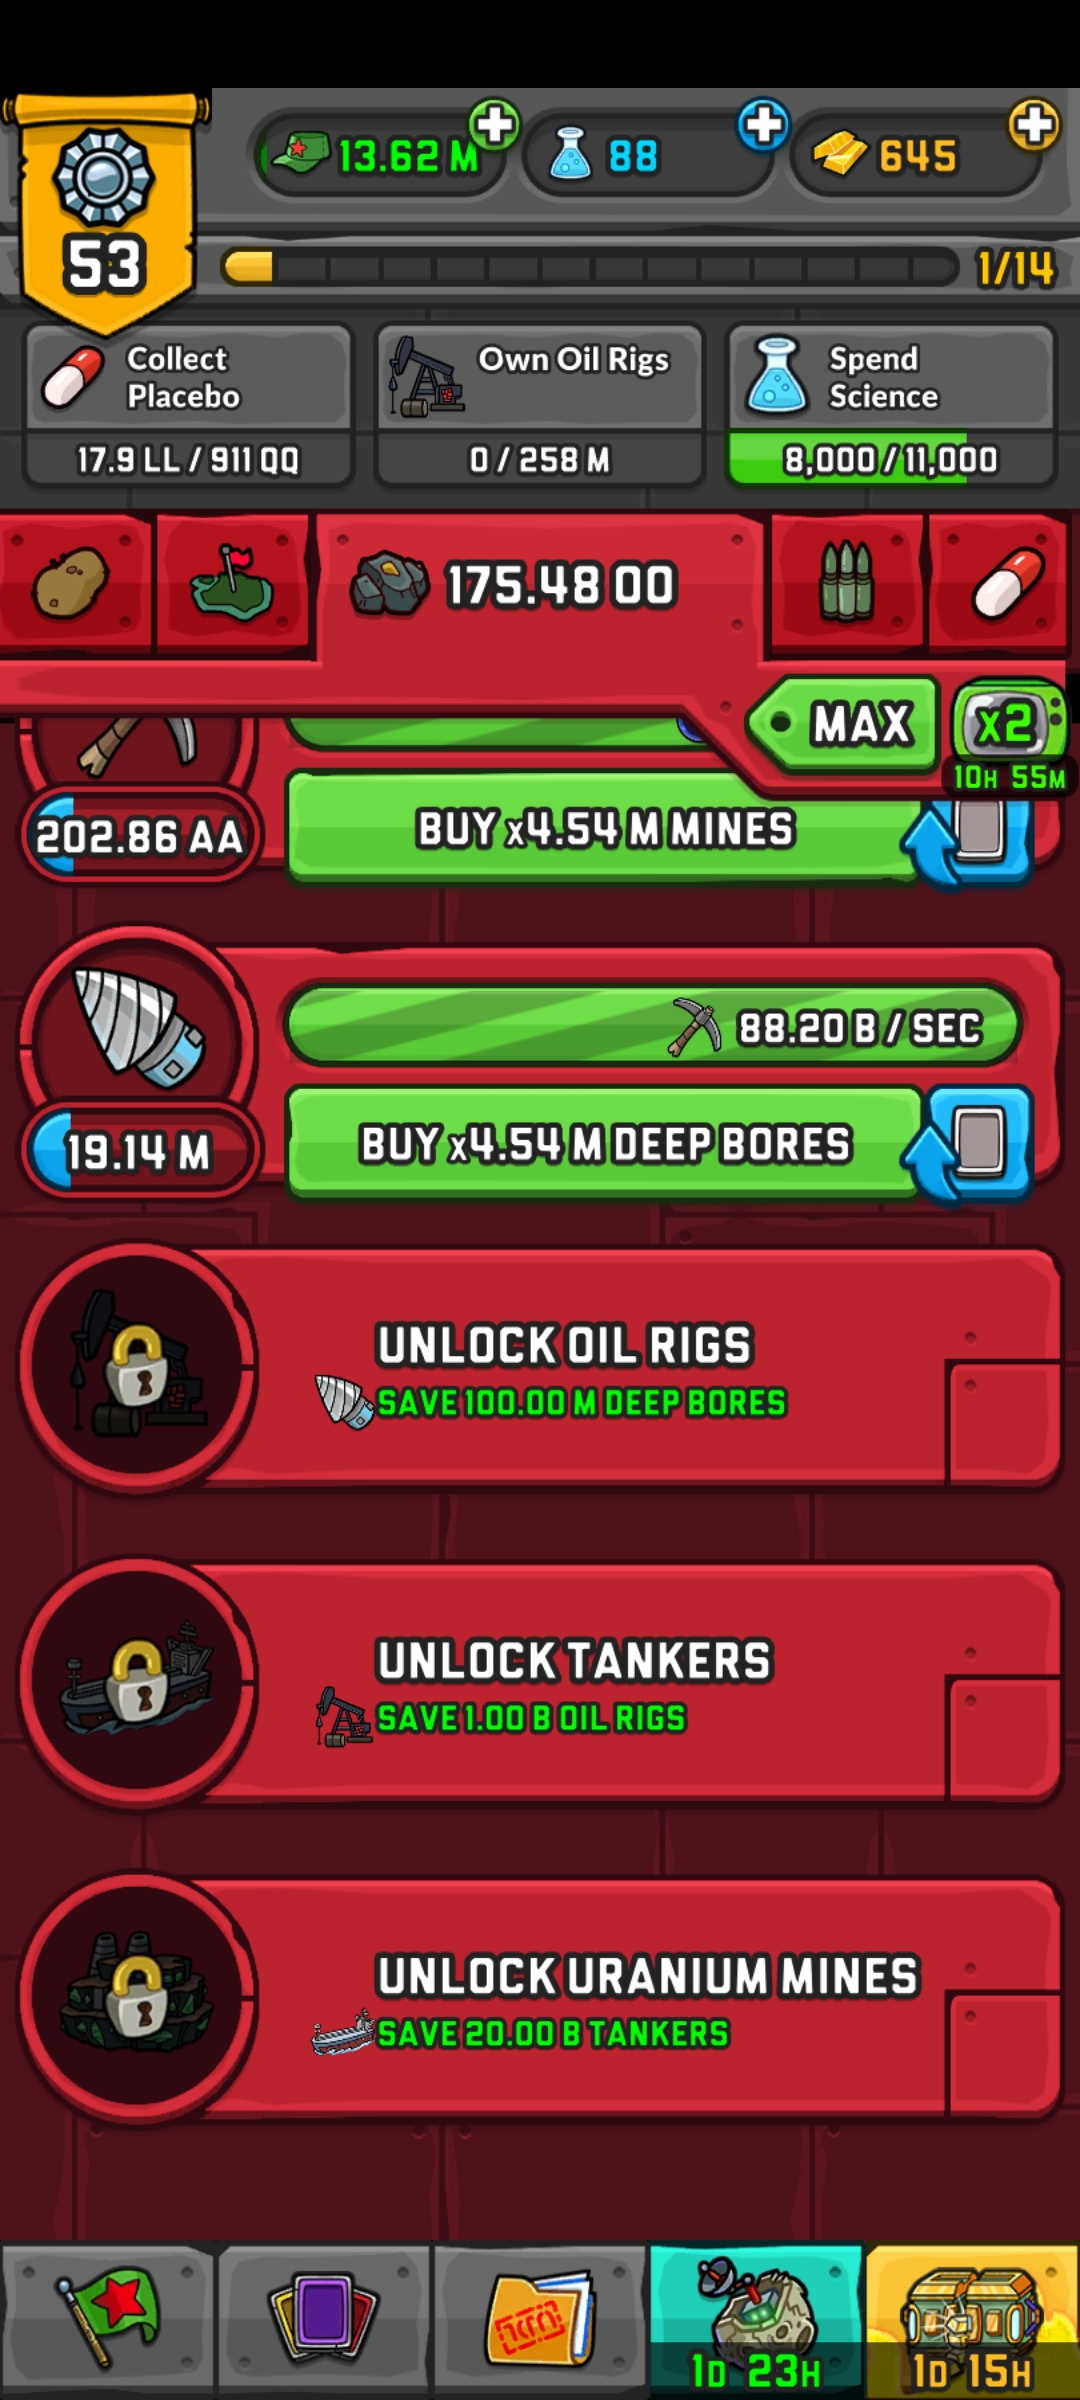 13.62 M
88
645
53
1/14
Collect
Placebo
17.9 LL / 911 QQ
Own Oil Rigs
0 / 258 M
Spend
Science
8,000 / 11,000
175.48 OO
MAX
x2
10H 55M
202.86 AA
BUY x4.54 M MINES
88.20 B / SEC
19.14 M
BUY x4.54 M DEEP BORES
UNLOCK OIL RIGS
SAVE 100.00 M DEEP BORES
UNLOCK TANKERS
SAVE 1.00 B OIL RIGS
UNLOCK URANIUM MINES
SAVE 20.00 B TANKERS
1D 23H
1D 15H